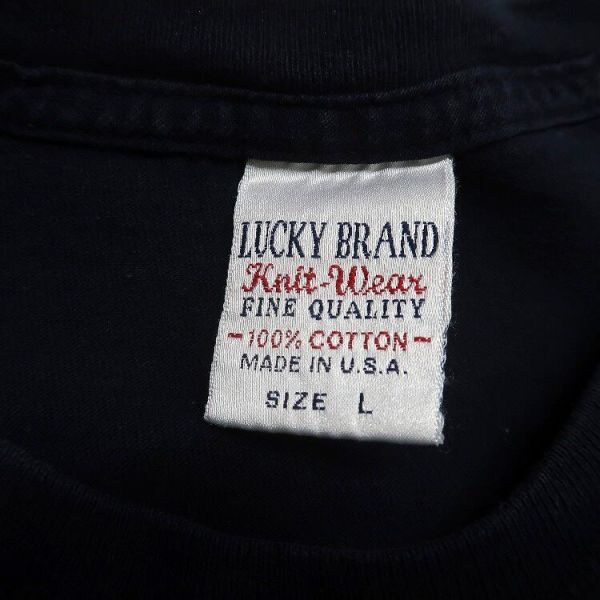 LUCKY BRAND
Knit-Wear
FINE QUALITY
-100% COTTON-
MADE IN U.S.A.
SIZE L